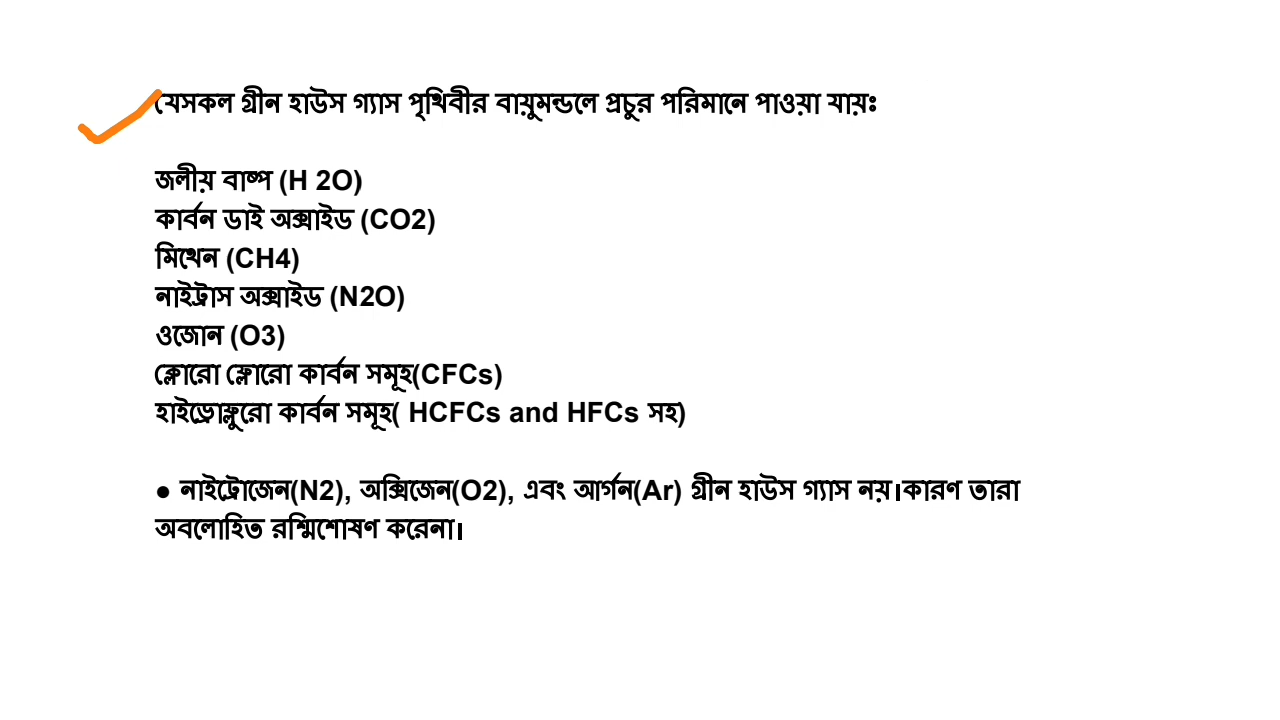 যেসকল গ্রীন হাউস গ্যাস পৃথিবীর বায়ুমন্ডলে প্রচুর পরিমানে পাওয়া যায়ঃ
জলীয় বাষ্প (H 2O)
কার্বন ডাই অক্সাইড (CO2)
মিথেন (CH4)
নাইট্রাস অক্সাইড (N2O)
ওজোন (O3)
ক্লোরো ফ্লোরো কার্বন সমূহ(CFCs)
হাইড্রোফ্লুরো কার্বন সমূহ( HCFCs and HFCs সহ)
● নাইট্রোজেন(N2), অক্সিজেন(O2), এবং আর্গন(Ar) গ্রীন হাউস গ্যাস নয়।কারণ তারা
অবলোহিত রশ্মিশোষণ করেনা।